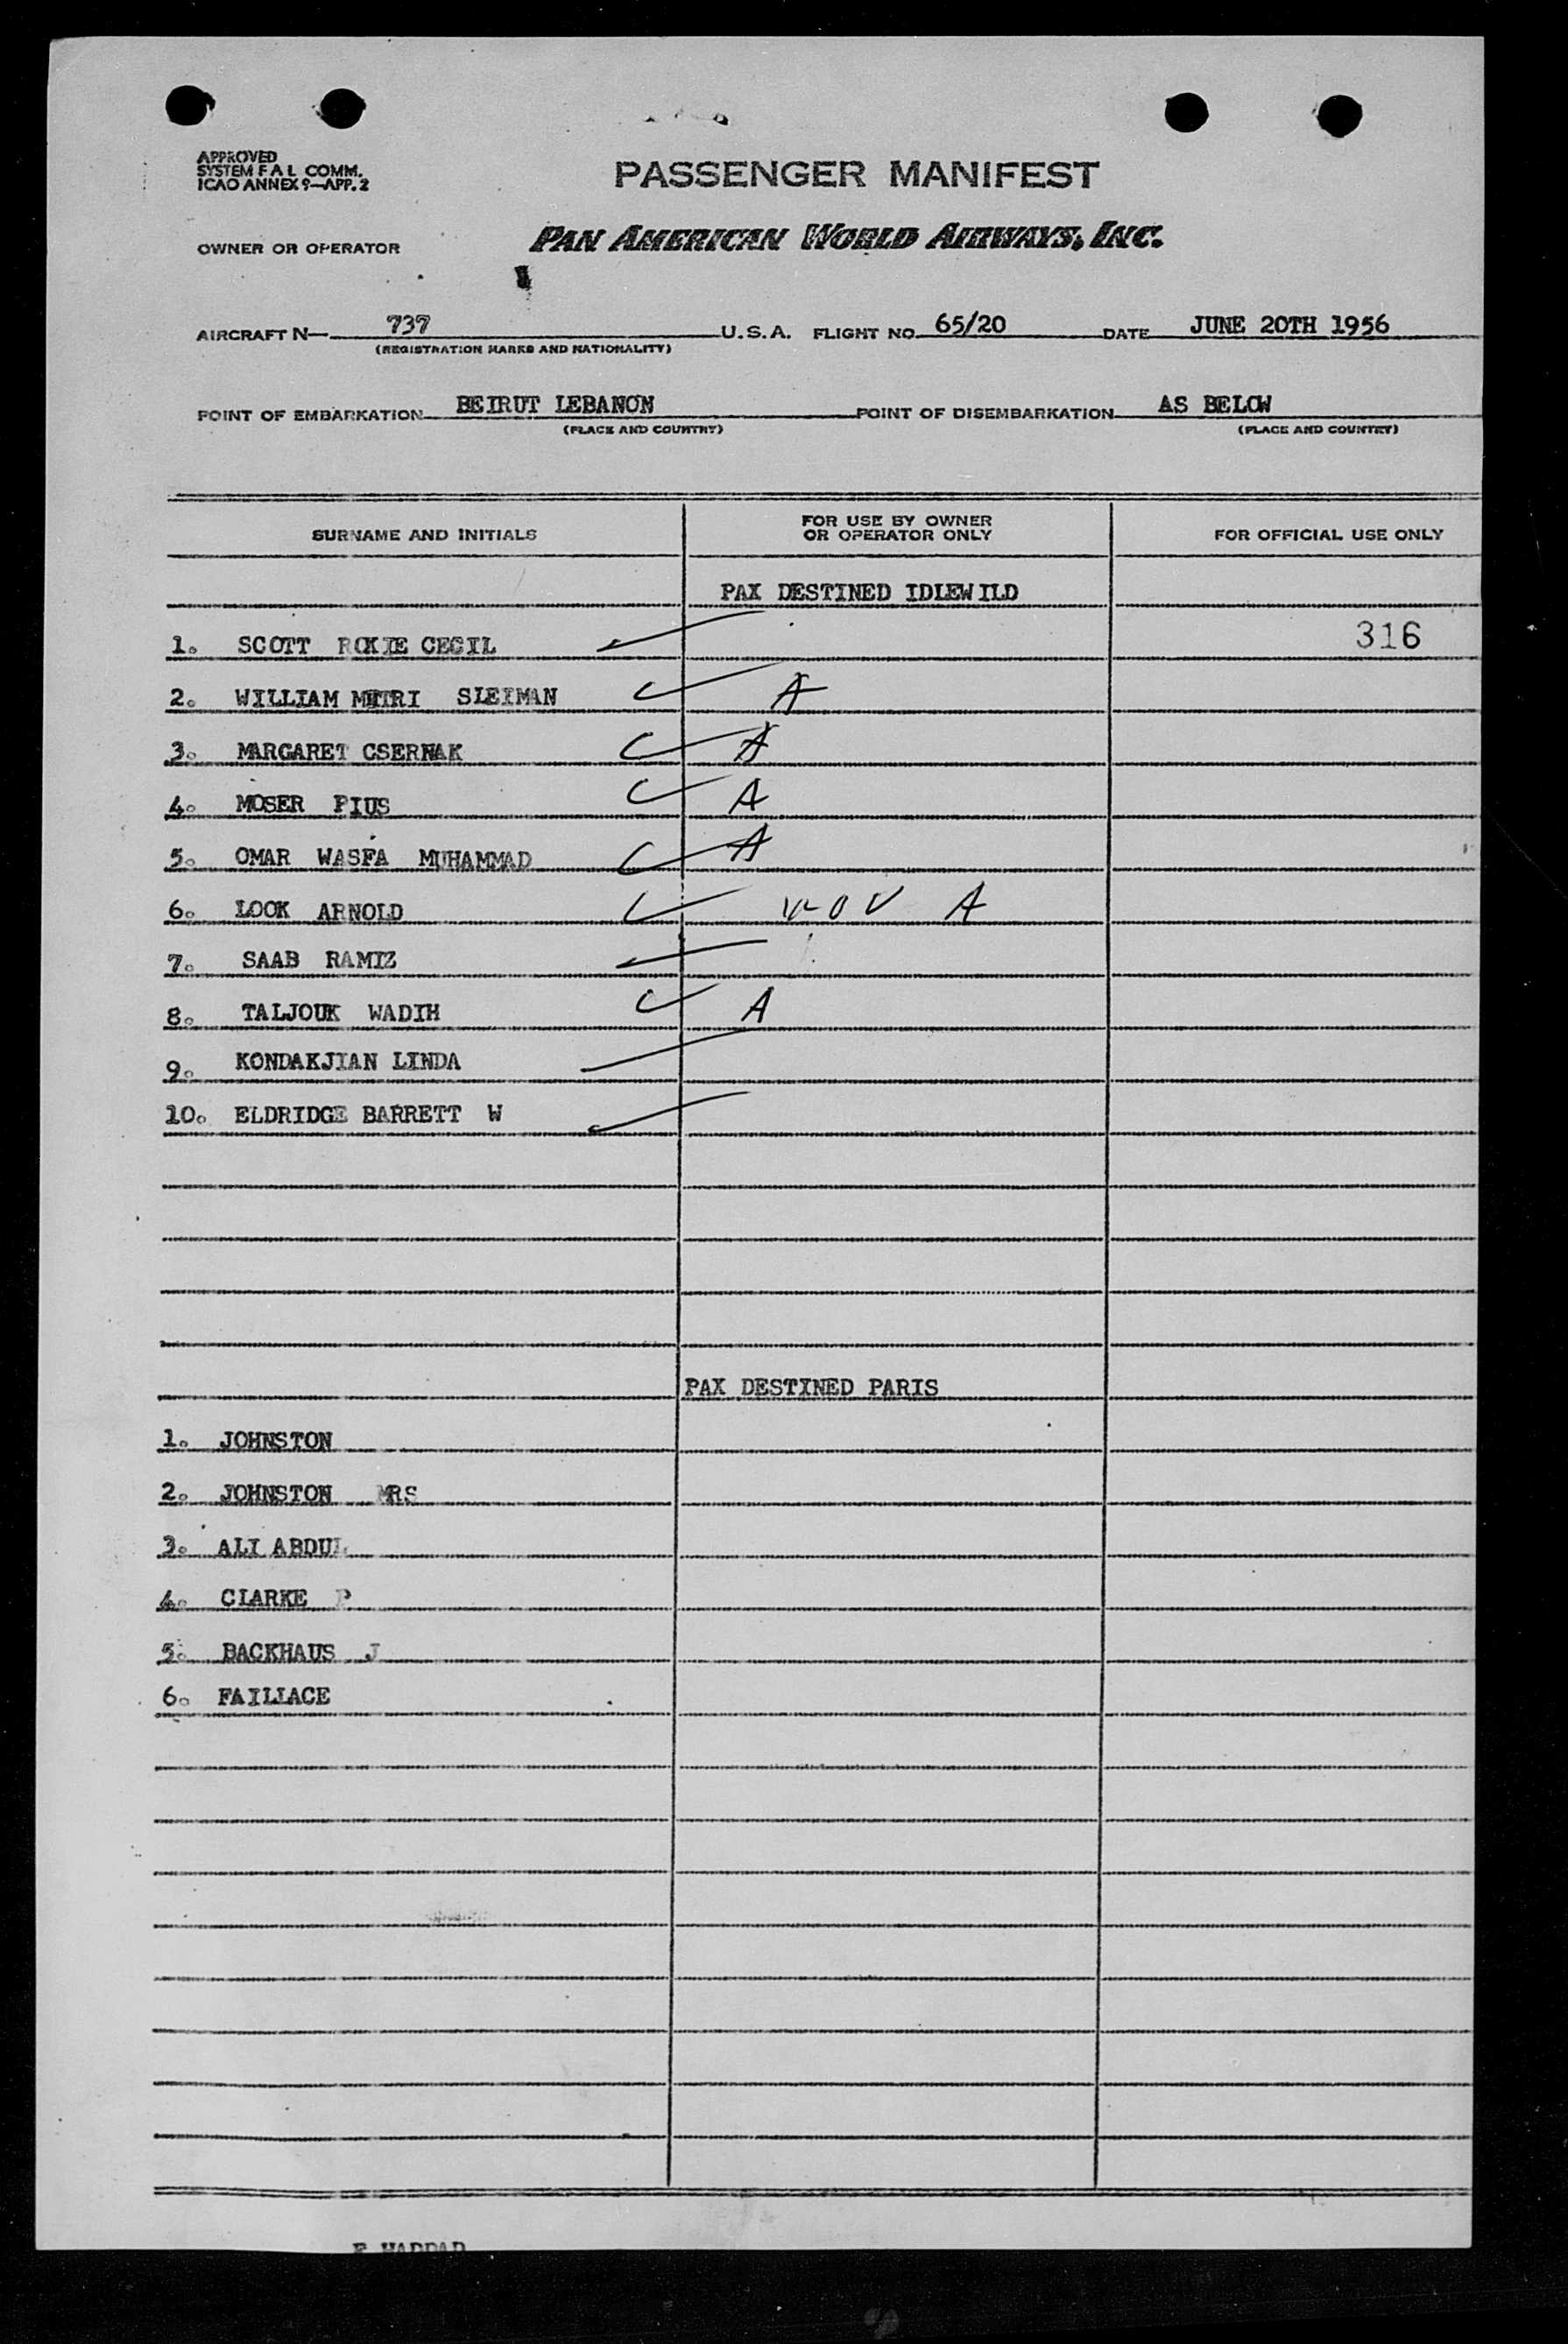 APPROVED
SYSTEM F A L COMM.
ICAO ANNEX 9—APP. 2
PASSENGER MANIFEST
OWNER OR OPERATOR PAN AMERICAN WORLD AIRWAYS, INC.
AIRCRAFT N— 737 U.S.A. FLIGHT NO. 65/20 DATE JUNE 20TH 1956
(REGISTRATION MARKS AND NATIONALITY)
POINT OF EMBARKATION BEIRUT LEBANON POINT OF DISEMBARKATION AS BELOW
(PLACE AND COUNTRY) (PLACE AND COUNTRY)
SURNAME AND INITIALS
FOR USE BY OWNER
OR OPERATOR ONLY
FOR OFFICIAL USE ONLY
PAX DESTINED IDLEWILD
1. SCOTT CECIL 316
2. WILLIAM MITRI SLEIMAN A
3. MARGARET CSERNAK A
4. MOSER PIUS A
5. OMAR WASFA MUHAMMAD A
6. LOOK ARNOLD A
7. SAAB RAMIZ
8. TALJOUK WADIH A
9. KONDAKJIAN LINDA
10. ELDRIDGE BARRETT W
PAX DESTINED PARIS
1. JOHNSTON
2. JOHNSTON MRS
3. ALI ABDUL
4. CLARKE P
5. BACKHAUS J
6. FAILLACE
F HADDAD